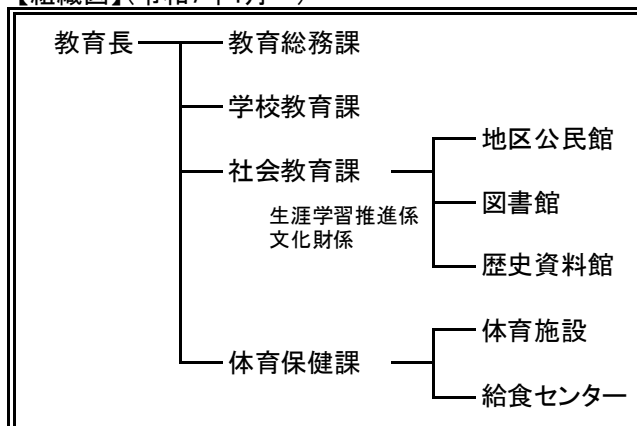 教育長 教育総務課
学校教育課
地区公民館
社会教育課
図書館
生涯学習推進係
文化財係
歴史資料館
体育施設
体育保健課
給食センター